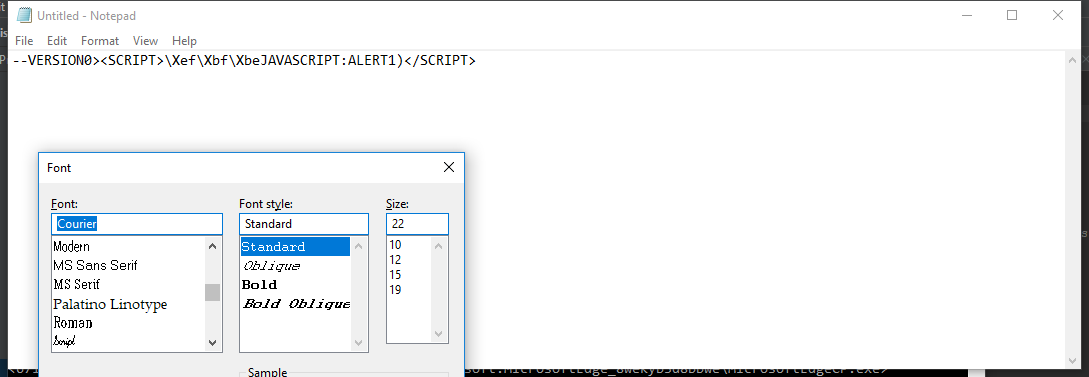 Untitled - Notepad
File Edit Format View Help
--VERSION0><SCRIPT>\Xef\Xbf\XbeJAVASCRIPT:ALERT1)</SCRIPT>
Font
Font: Font style: Size:
Courier Standard 22
Modern Standard 10
MS Sans Serif Oblique 12
MS Serif Bold 15
Palatino Linotype Bold Oblique 19
Roman
Script
Sample